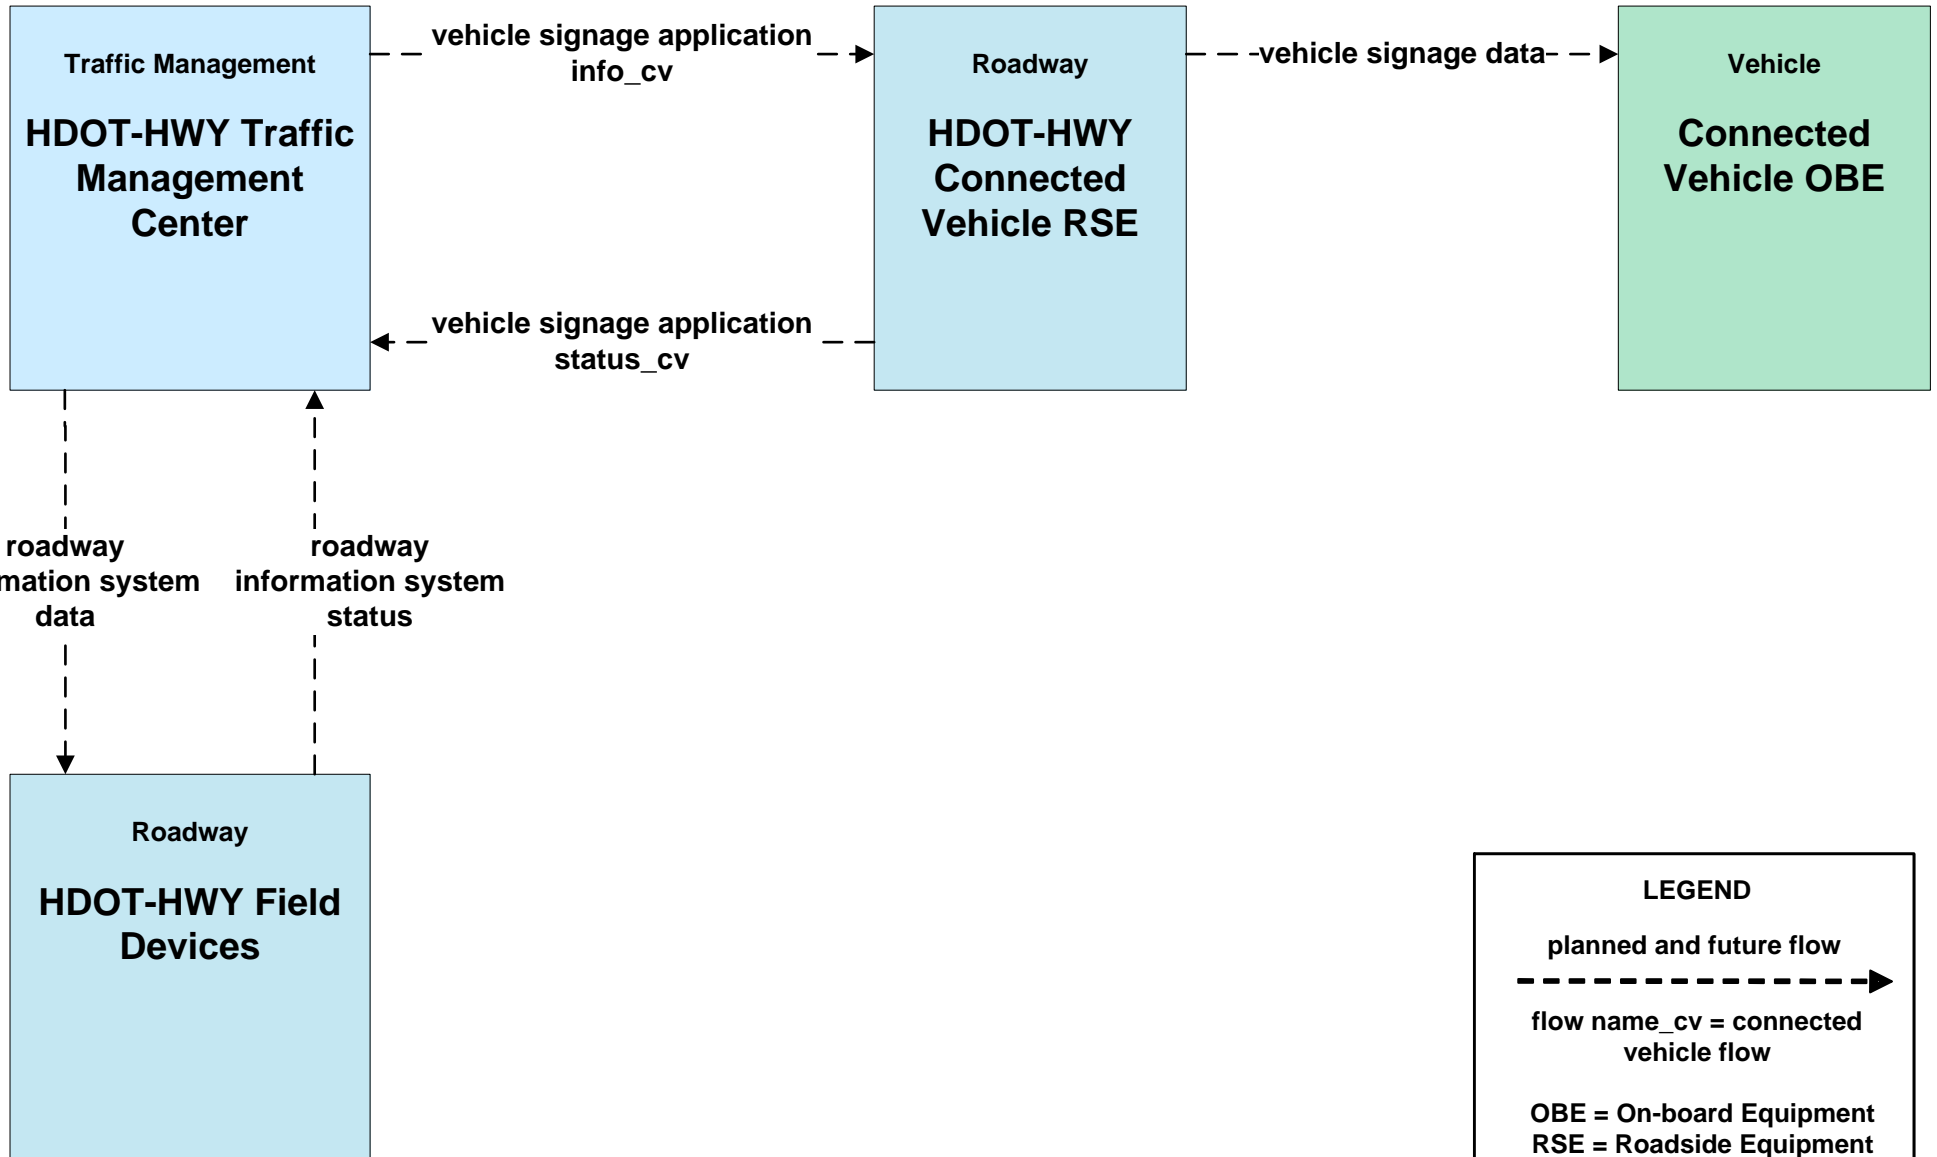 Traffic Management
HDOT-HWY Traffic
Management
Center
vehicle signage application
info_cv
Roadway
HDOT-HWY
Connected
Vehicle RSE
vehicle signage data
Vehicle
Connected
Vehicle OBE
vehicle signage application
status_cv
roadway
mation system
data
roadway
information system
status
Roadway
HDOT-HWY Field
Devices
LEGEND
planned and future flow
flow name_cv = connected
vehicle flow
OBE = On-board Equipment
RSE = Roadside Equipment